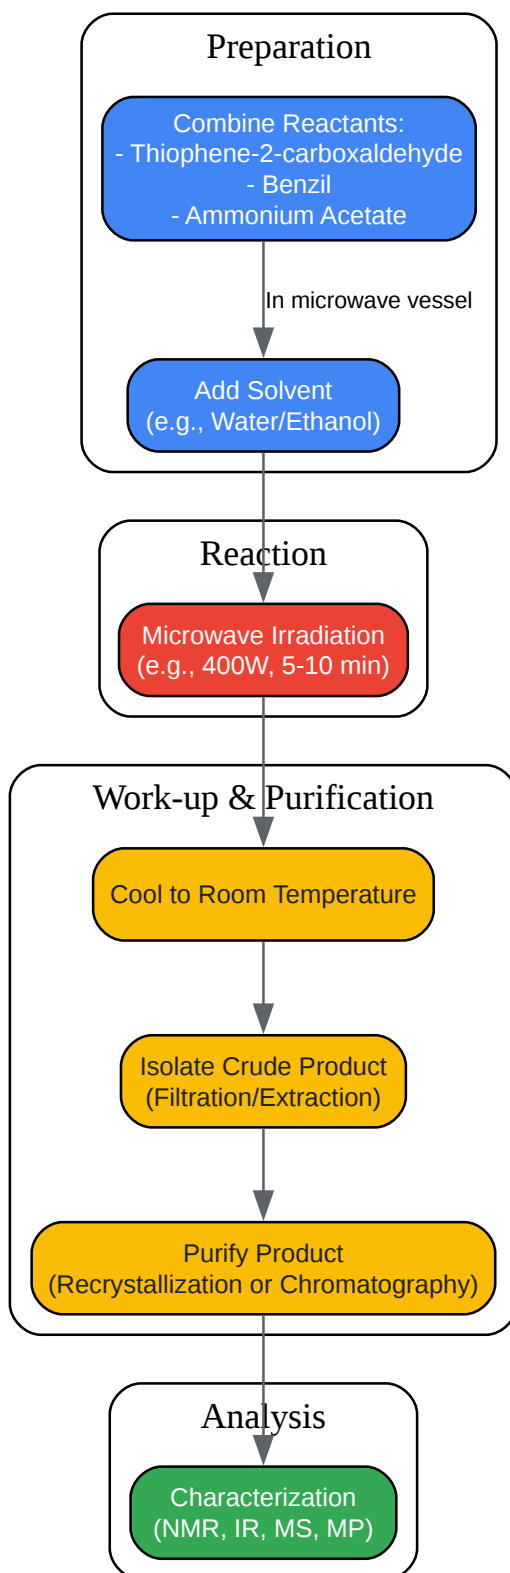 Preparation
Combine Reactants:
- Thiophene-2-carboxaldehyde
- Benzil
- Ammonium Acetate
In microwave vessel
Add Solvent
(e.g., Water/Ethanol)
Reaction
Microwave Irradiation
(e.g., 400W, 5-10 min)
Work-up & Purification
Cool to Room Temperature
Isolate Crude Product
(Filtration/Extraction)
Purify Product
(Recrystallization or Chromatography)
Analysis
Characterization
(NMR, IR, MS, MP)